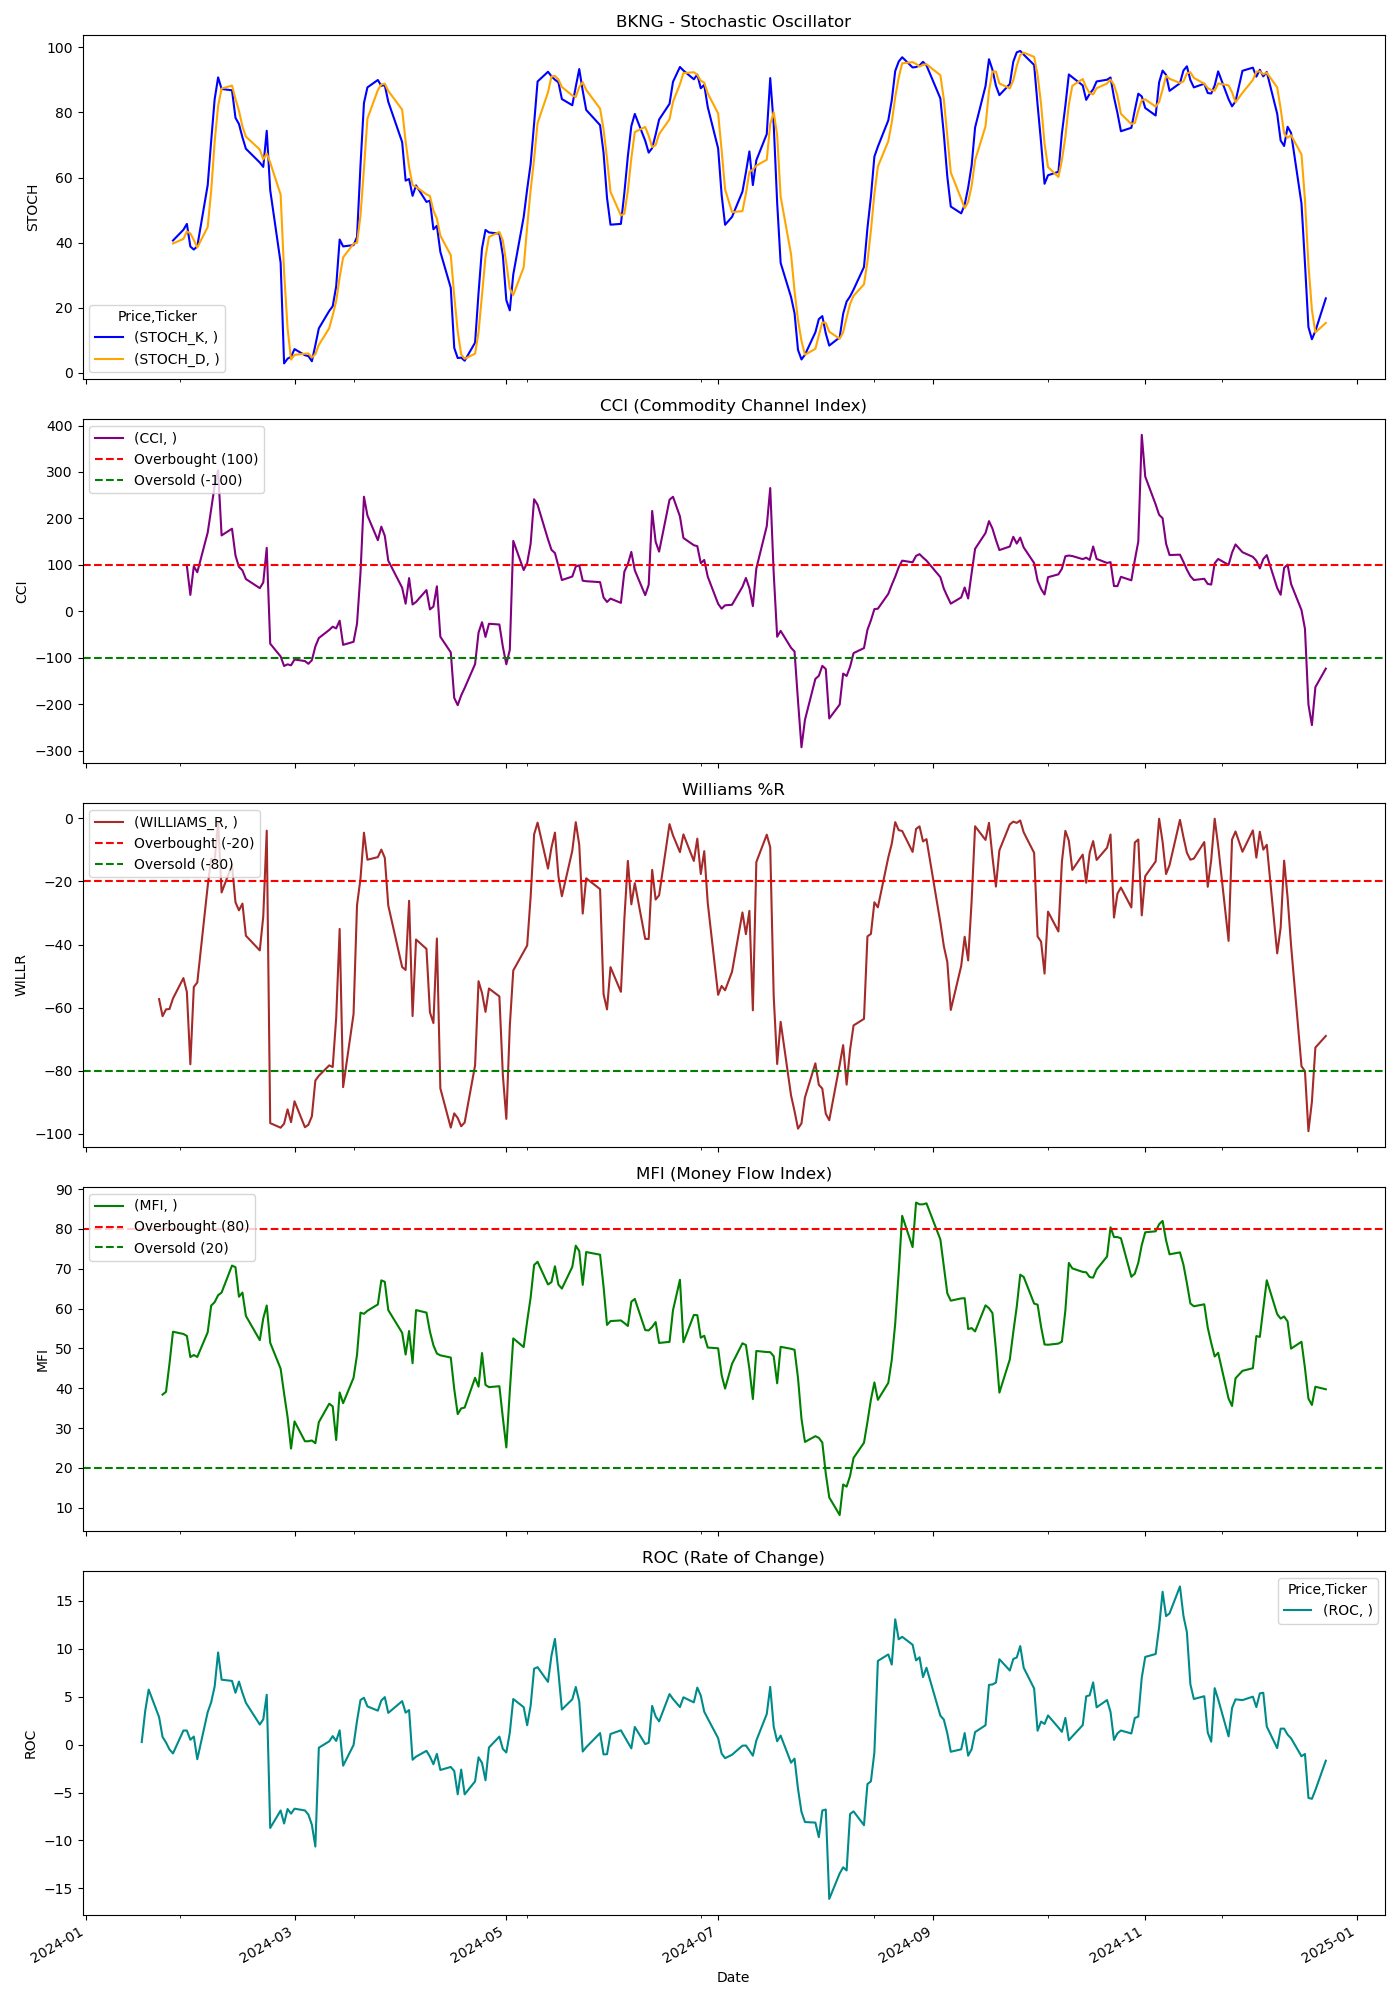 BKNG - Stochastic Oscillator
100
80
60
40
20
0
STOCH
Price,Ticker
(STOCH_K, )
(STOCH_D, )
CCI (Commodity Channel Index)
400
300
200
100
0
−100
−200
−300
CCI
(CCI, )
Overbought (100)
Oversold (-100)
Williams %R
0
−20
−40
−60
−80
−100
WILLR
(WILLIAMS_R, )
Overbought (-20)
Oversold (-80)
MFI (Money Flow Index)
90
80
70
60
50
40
30
20
10
MFI
(MFI, )
Overbought (80)
Oversold (20)
ROC (Rate of Change)
15
10
5
0
−5
−10
−15
ROC
Price,Ticker
(ROC, )
2024-01
2024-03
2024-05
2024-07
2024-09
2024-11
2025-01
Date